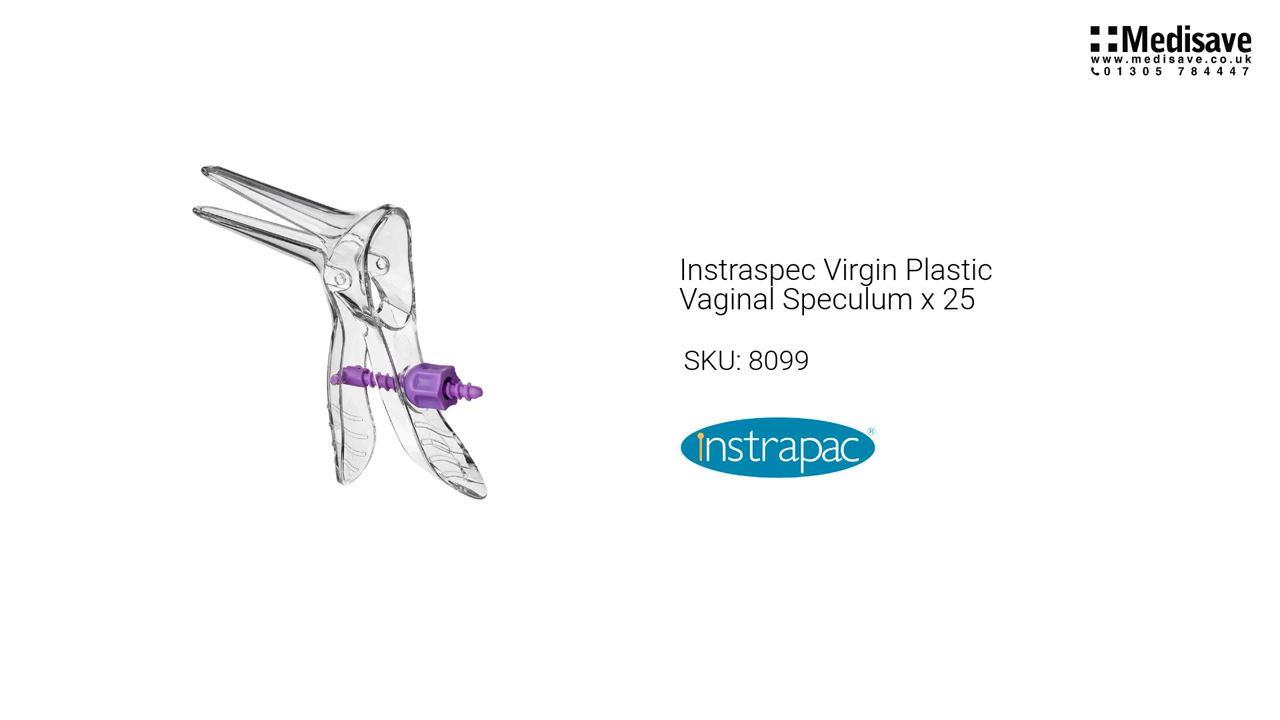 Medisave
www.medisave.co.uk
01305 784447
Instraspec Virgin Plastic
Vaginal Speculum x 25
SKU: 8099
instrapac®